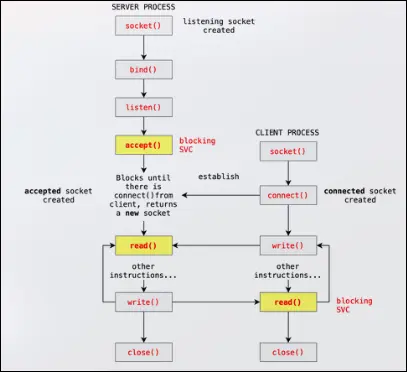 SERVER PROCESS
socket()
listening socket
created
bind()
listen()
accept()
blocking
SVC
CLIENT PROCESS
socket()
Blocks until
there is
connect()from
client, returns
a new socket
establish
accepted socket
created
connect()
connected socket
created
read()
write()
other
instructions...
other
instructions...
write()
read()
blocking
SVC
close()
close()